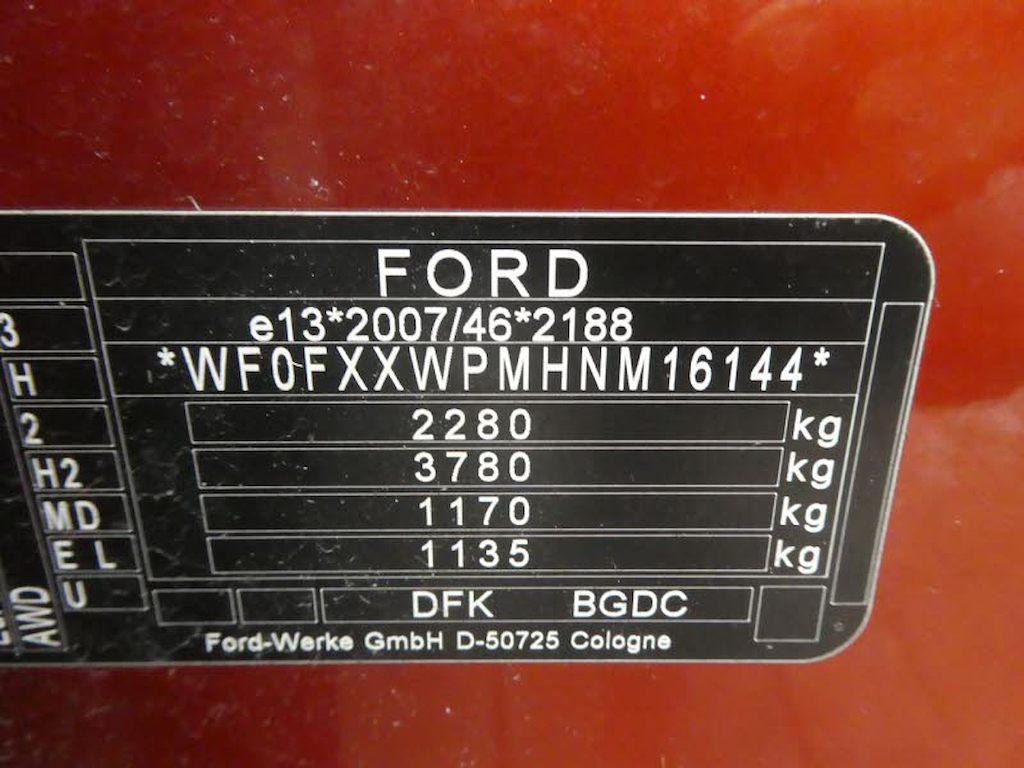 FORD
e13*2007/46*2188
*WF0FXXWPMHNM16144*
3
H
2
H2
MD
EL
U
AWD
2280 kg
3780 kg
1170 kg
1135 kg
DFK BGDC
Ford-Werke GmbH D-50725 Cologne